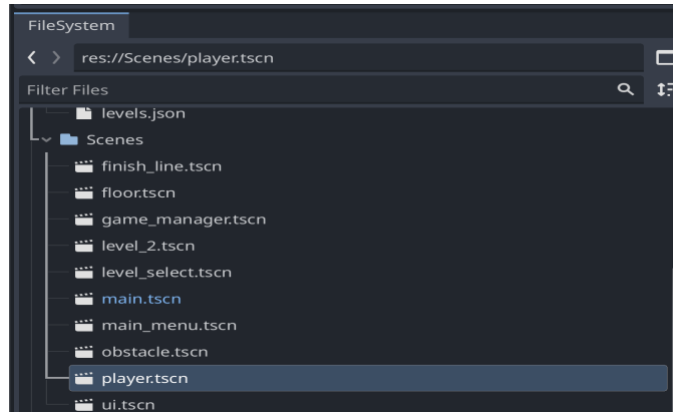 FileSystem
res://Scenes/player.tscn
Filter Files
levels.json
Scenes
finish_line.tscn
floor.tscn
game_manager.tscn
level_2.tscn
level_select.tscn
main.tscn
main_menu.tscn
obstacle.tscn
player.tscn
ui.tscn